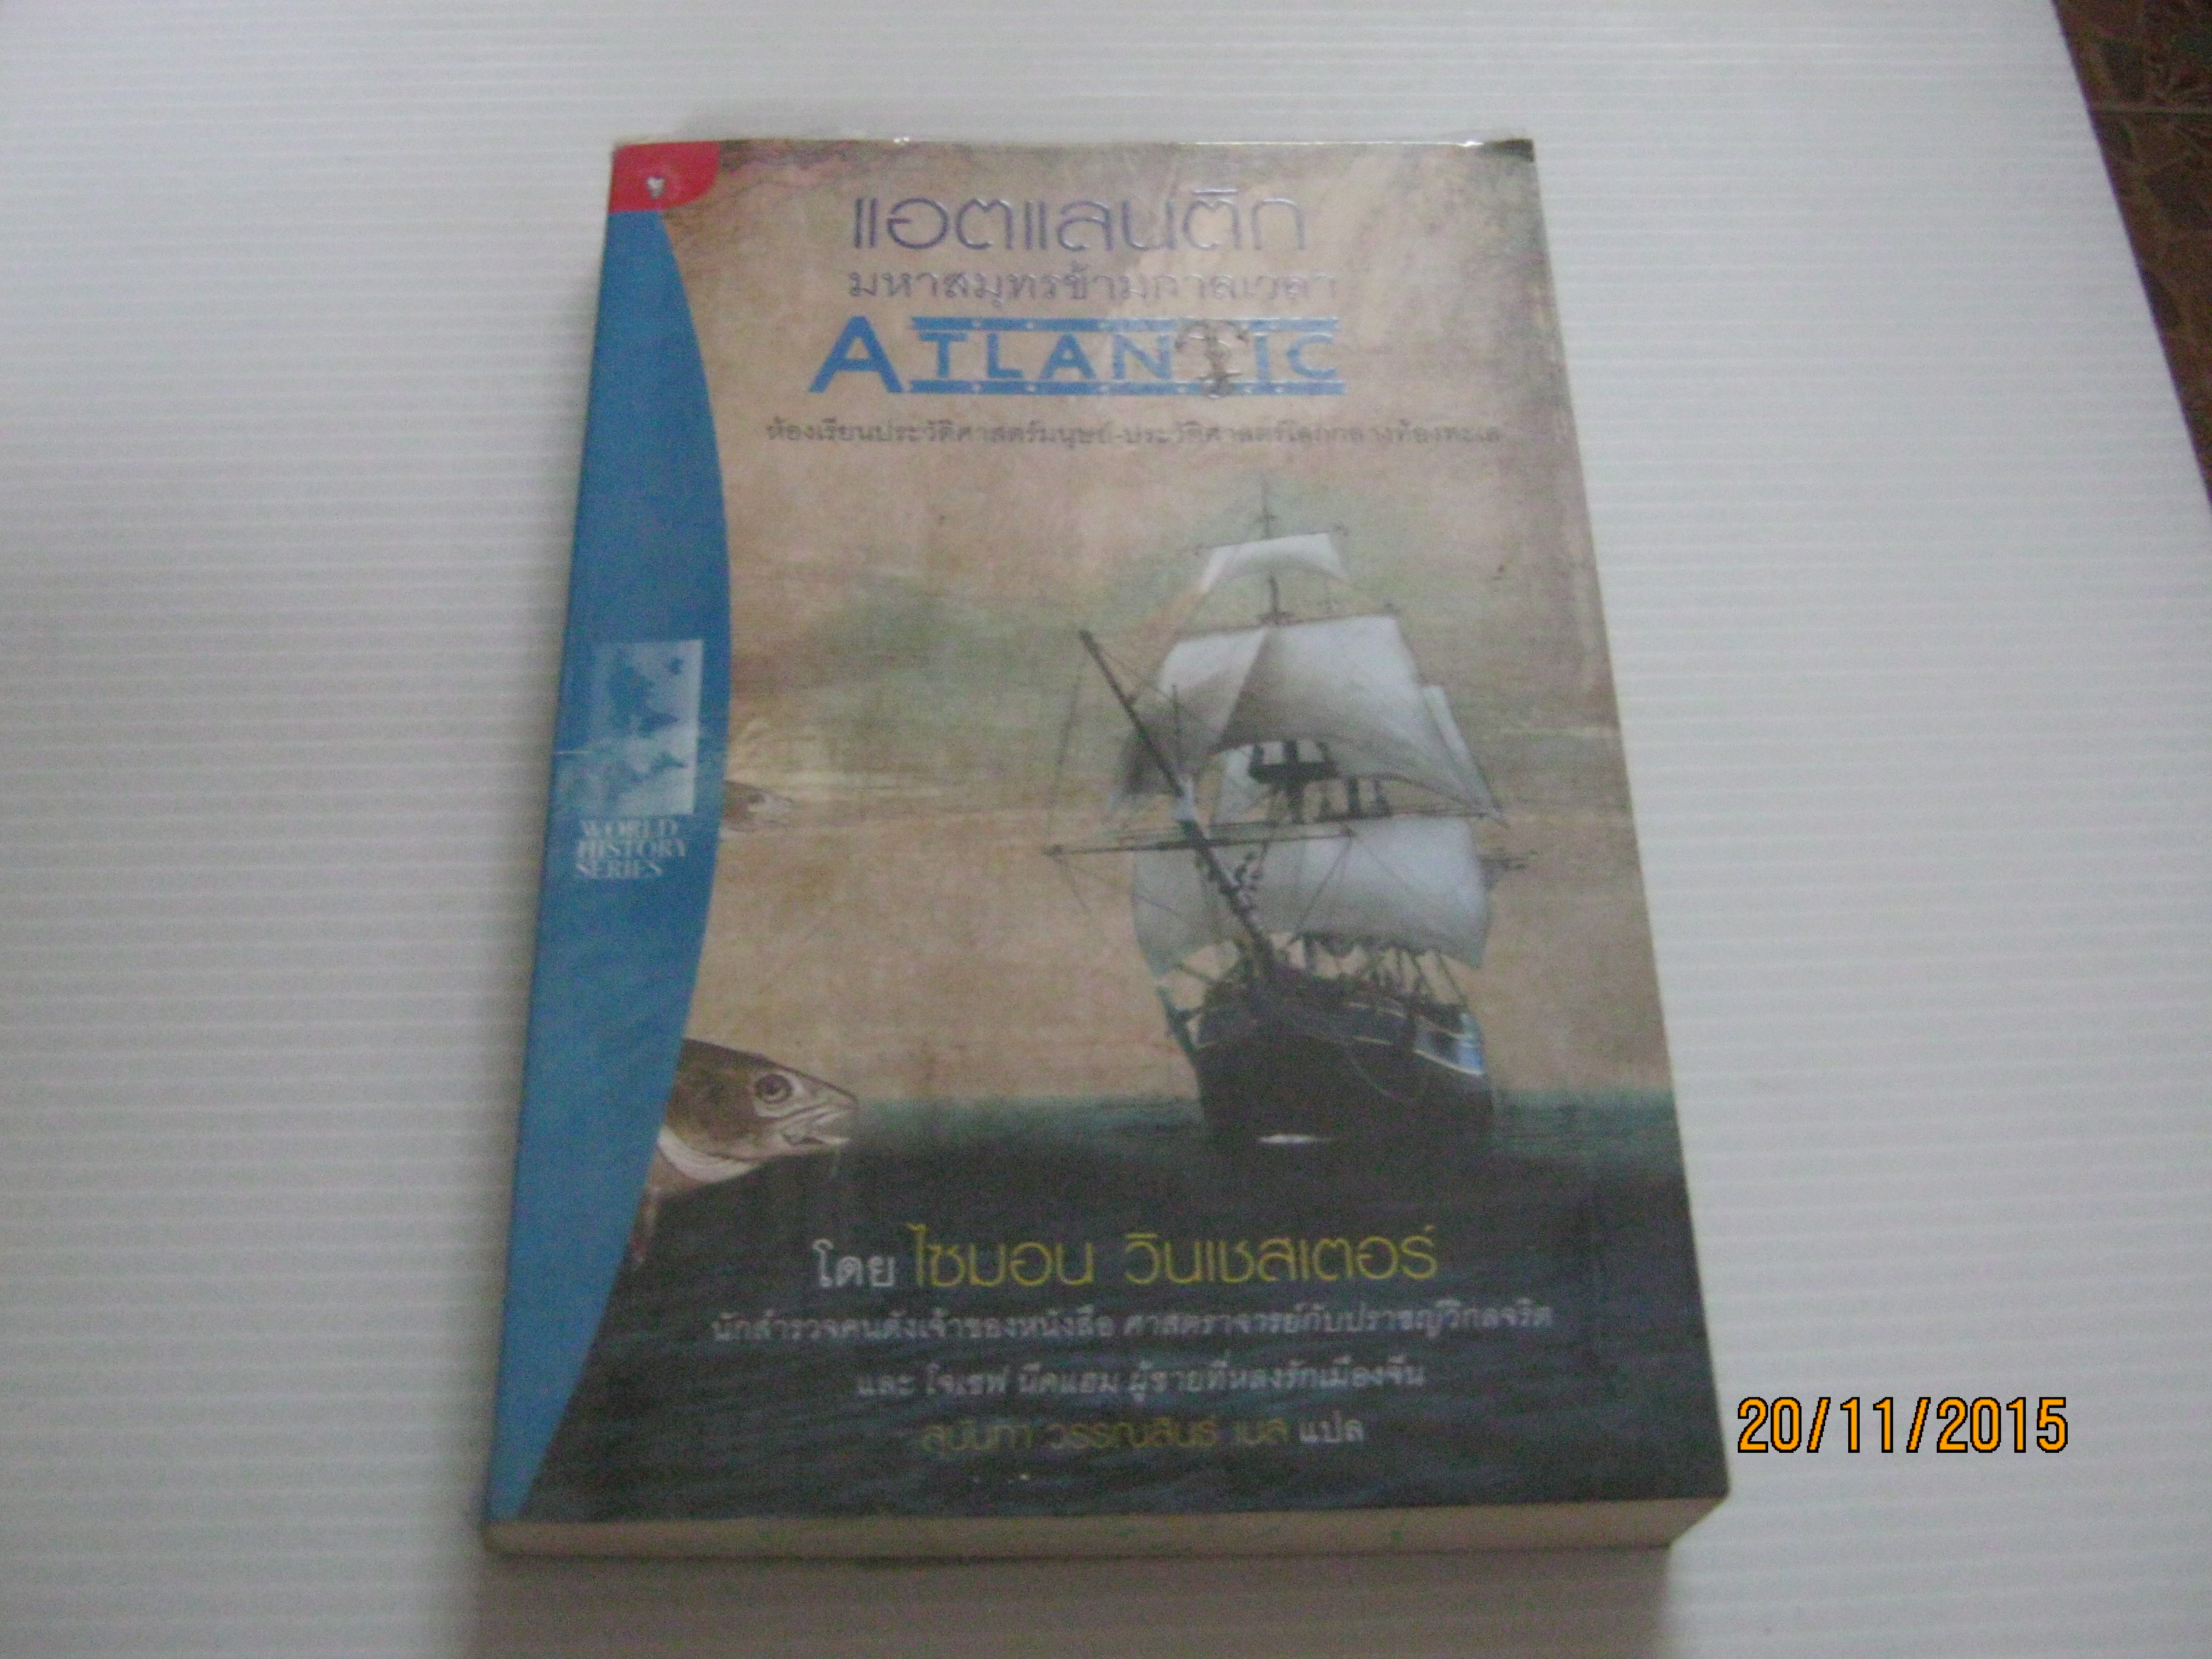 แอตแลนติก
มหาสมุทรข้ามกาลเวลา
ATLANTIC
ห้องเรียนประวัติศาสตร์มนุษย์-ประวัติศาสตร์โลกกลางท้องทะเล
WORLD
HISTORY
SERIES
โดย ไซมอน วินเชสเตอร์
นักสำรวจคนดังเจ้าของหนังสือ ศาสตราจารย์กับปราชญ์วิกลจริต
และ โจเซฟ นีดแฮม ผู้ชายที่หลงรักเมืองจีน
สุนันทา วรรณสินธ์ เบล แปล
20/11/2015